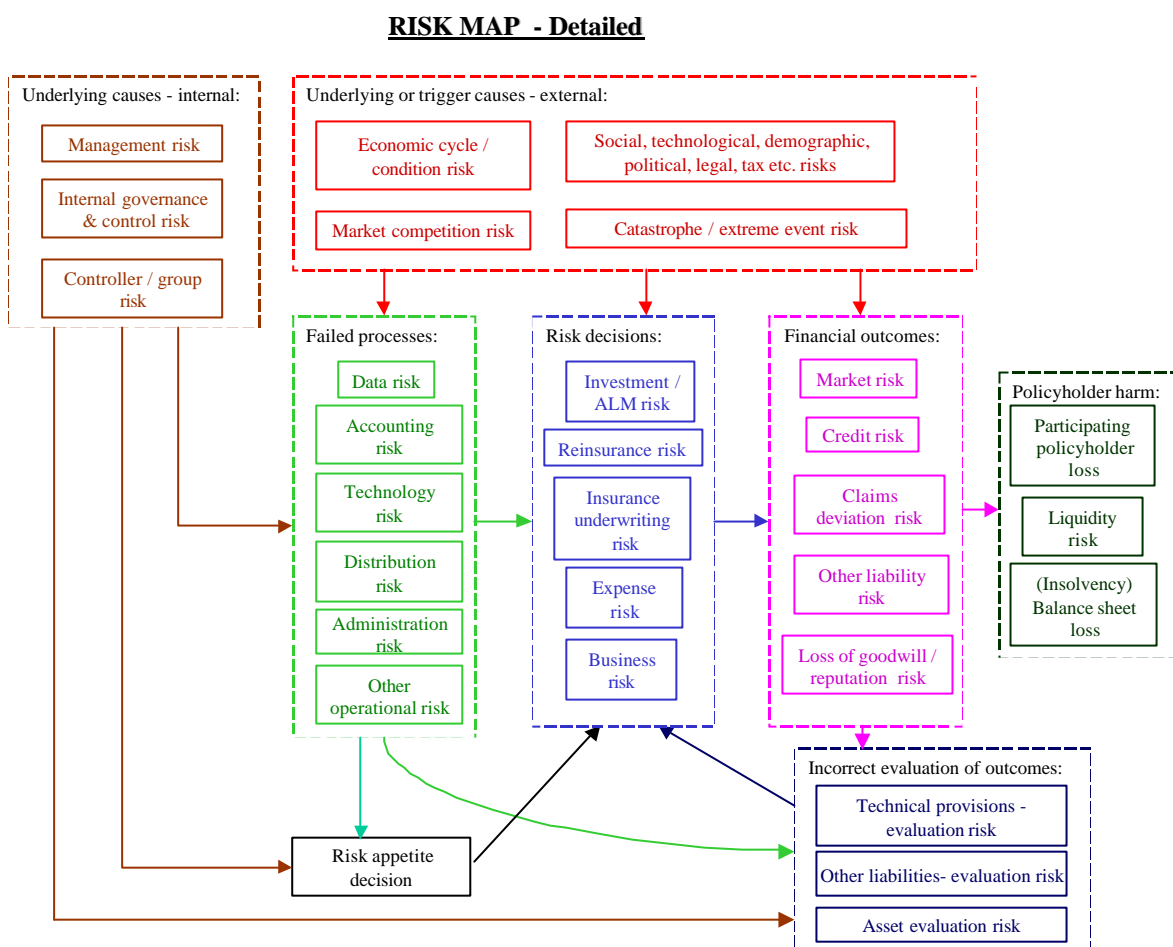 RISK MAP - Detailed
Underlying causes - internal:
Management risk
Internal governance
& control risk
Controller / group
risk
Underlying or trigger causes - external:
Economic cycle /
condition risk
Social, technological, demographic,
political, legal, tax etc. risks
Market competition risk
Catastrophe / extreme event risk
Failed processes:
Data risk
Accounting
risk
Technology
risk
Distribution
risk
Administration
risk
Other
operational risk
Risk decisions:
Investment /
ALM risk
Reinsurance risk
Insurance
underwriting
risk
Expense
risk
Business
risk
Financial outcomes:
Market risk
Credit risk
Claims
deviation risk
Other liability
risk
Loss of goodwill /
reputation risk
Policyholder harm:
Participating
policyholder
loss
Liquidity
risk
(Insolvency)
Balance sheet
loss
Risk appetite
decision
Incorrect evaluation of outcomes:
Technical provisions -
evaluation risk
Other liabilities- evaluation risk
Asset evaluation risk